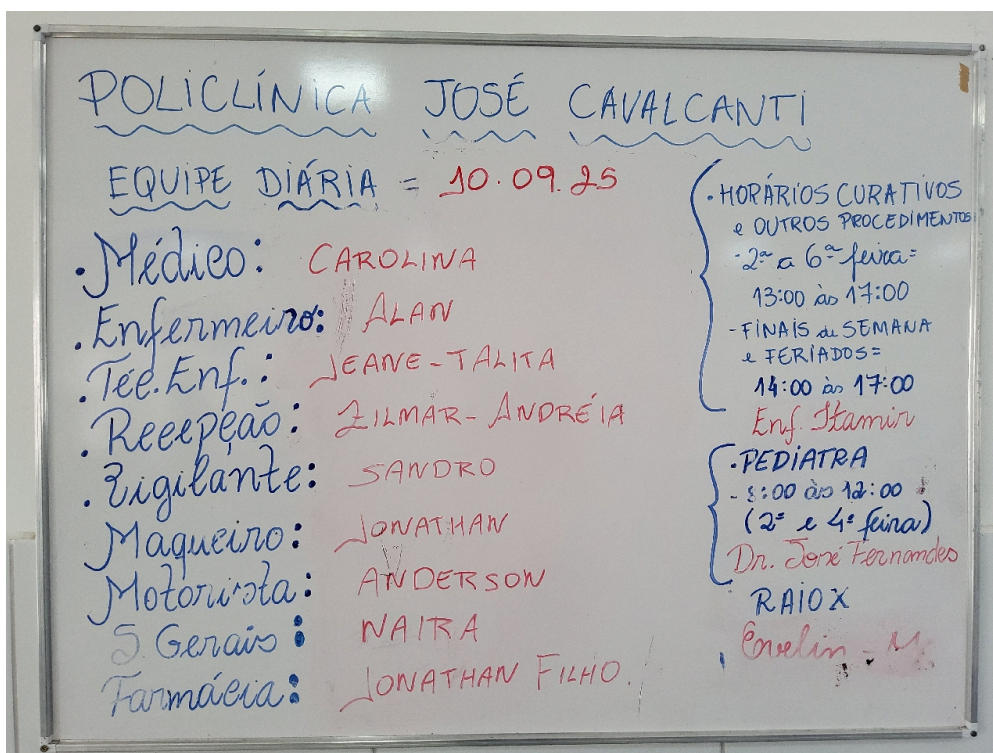 POLICLÍNICA JOSÉ CAVALCANTI
EQUIPE DIÁRIA = 10.09.25
. Médico: CAROLINA
. Enfermeiro: ALAN
. Téc. Enf.: JEANE - TALITA
. Recepção: ZILMAR - ANDRÉIA
. Vigilante: SANDRO
Maqueiro: JONATHAN
Motorista: ANDERSON
S. Gerais: NAIRA
Farmácia: JONATHAN FILHO.
. HORÁRIOS CURATIVOS
e OUTROS PROCEDIMENTOS
- 2ª a 6ª feira =
13:00 às 17:00
- FINAIS de SEMANA
e FERIADOS =
14:00 às 17:00
Enf. Itamir
. PEDIATRA
- 8:00 às 12:00
(2ª e 4ª feira)
Dr. José Fernandes
RAIO X
Evelin - M